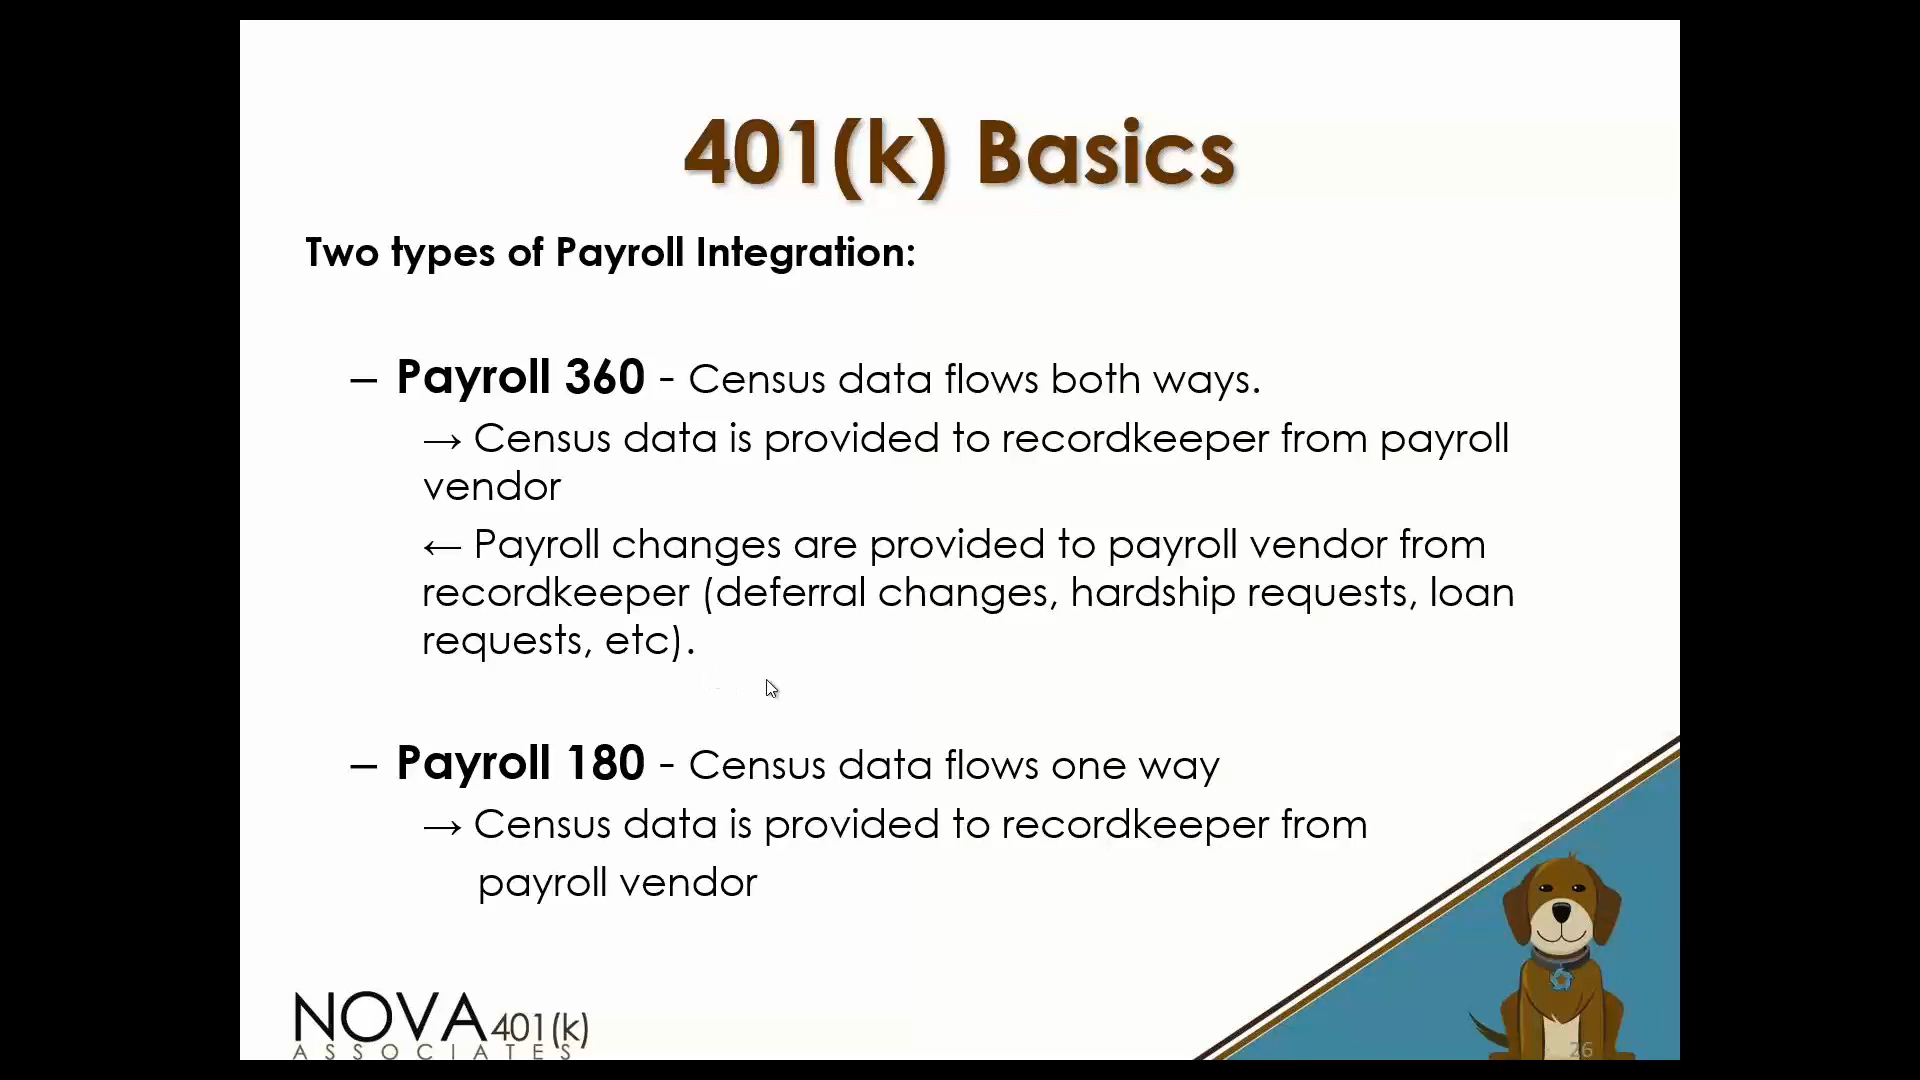 401(k) Basics
Two types of Payroll Integration:
– Payroll 360 - Census data flows both ways.
→ Census data is provided to recordkeeper from payroll
vendor
← Payroll changes are provided to payroll vendor from
recordkeeper (deferral changes, hardship requests, loan
requests, etc).
– Payroll 180 - Census data flows one way
→ Census data is provided to recordkeeper from
payroll vendor
NOVA 401(k)
ASSOCIATES
26